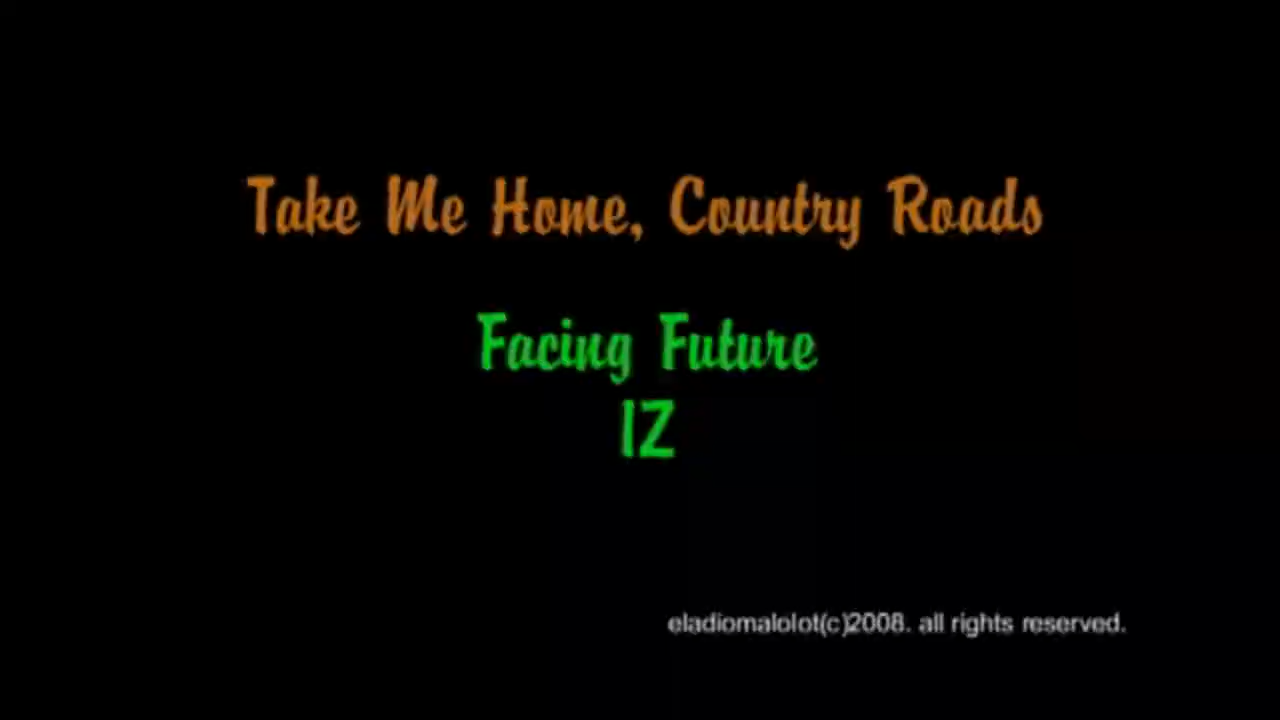 Take Me Home, Country Roads
Facing Future
IZ
eladiomalolot(c)2008. all rights reserved.